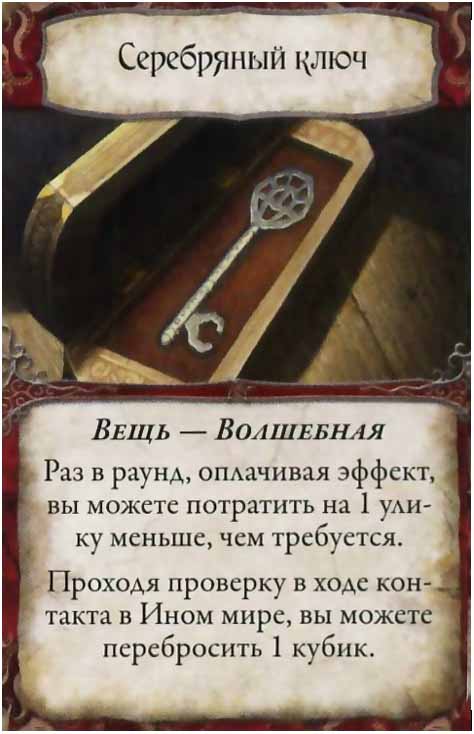 Серебряный ключ
Вещь — Волшебная
Раз в раунд, оплачивая эффект,
вы можете потратить на 1 ули-
ку меньше, чем требуется.
Проходя проверку в ходе кон-
такта в Ином мире, вы можете
перебросить 1 кубик.